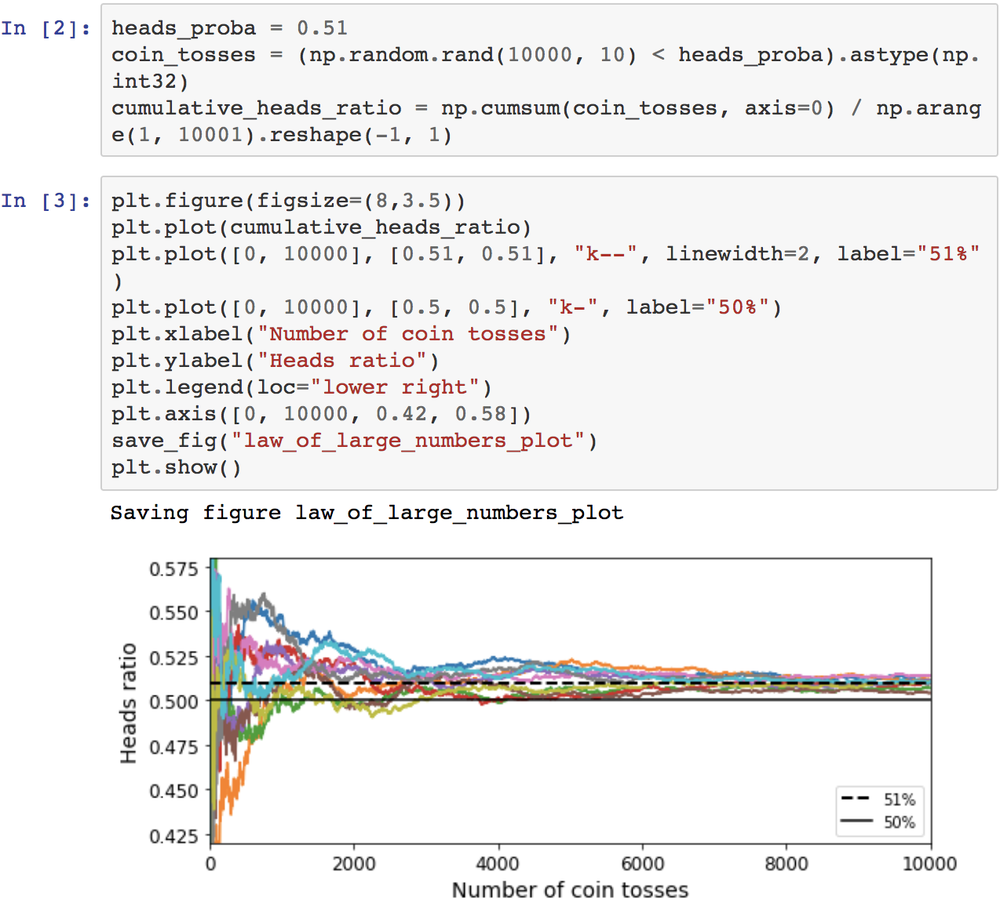 In [2]:
heads_proba = 0.51
coin_tosses = (np.random.rand(10000, 10) < heads_proba).astype(np.
int32)
cumulative_heads_ratio = np.cumsum(coin_tosses, axis=0) / np.arang
e(1, 10001).reshape(-1, 1)
In [3]:
plt.figure(figsize=(8,3.5))
plt.plot(cumulative_heads_ratio)
plt.plot([0, 10000], [0.51, 0.51], "k--", linewidth=2, label="51%"
)
plt.plot([0, 10000], [0.5, 0.5], "k-", label="50%")
plt.xlabel("Number of coin tosses")
plt.ylabel("Heads ratio")
plt.legend(loc="lower right")
plt.axis([0, 10000, 0.42, 0.58])
save_fig("law_of_large_numbers_plot")
plt.show()
Saving figure law_of_large_numbers_plot
Heads ratio
0.575
0.550
0.525
0.500
0.475
0.450
0.425
51%
50%
0 2000 4000 6000 8000 10000
Number of coin tosses